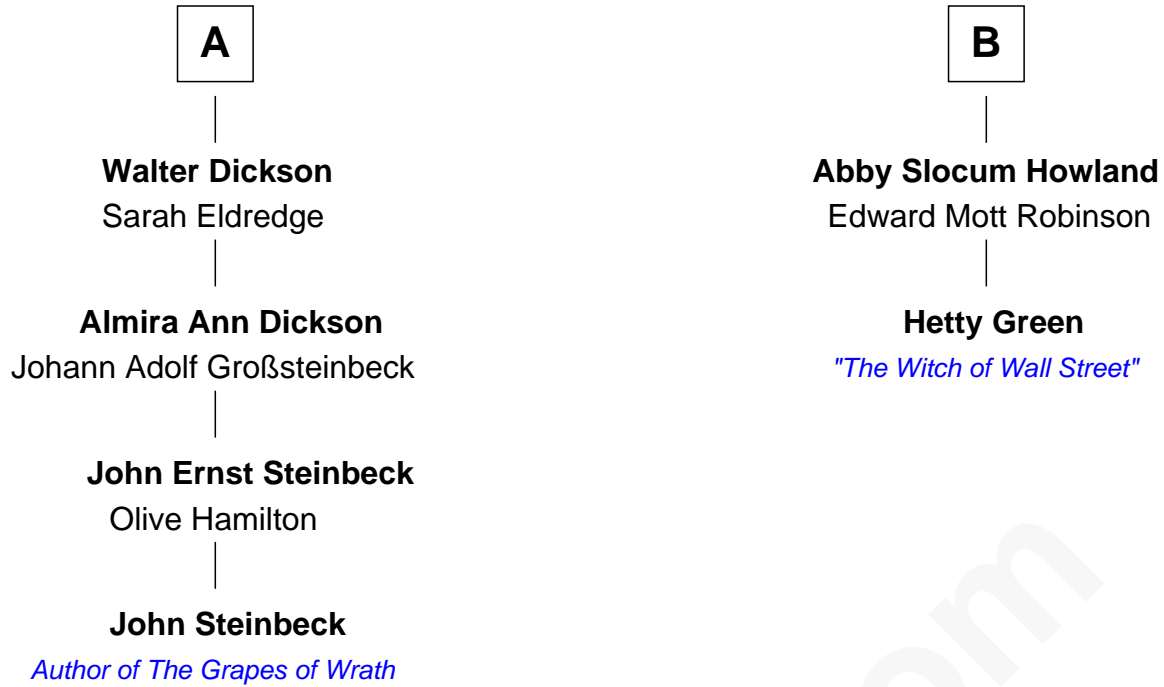 A
Walter Dickson
Sarah Eldredge
Almira Ann Dickson
Johann Adolf Großsteinbeck
John Ernst Steinbeck
Olive Hamilton
John Steinbeck
Author of The Grapes of Wrath
B
Abby Slocum Howland
Edward Mott Robinson
Hetty Green
"The Witch of Wall Street"
om